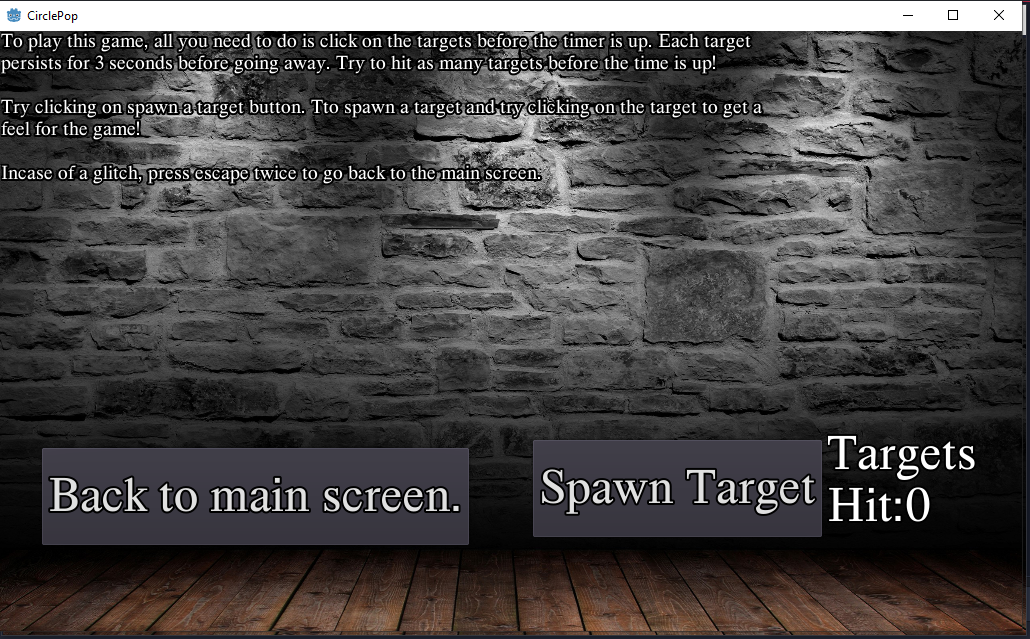 CirclePop
To play this game, all you need to do is click on the targets before the timer is up. Each target
persists for 3 seconds before going away. Try to hit as many targets before the time is up!
Try clicking on spawn a target button. Tto spawn a target and try clicking on the target to get a
feel for the game!
Incase of a glitch, press escape twice to go back to the main screen.
Back to main screen.
Spawn Target
Targets
Hit:0